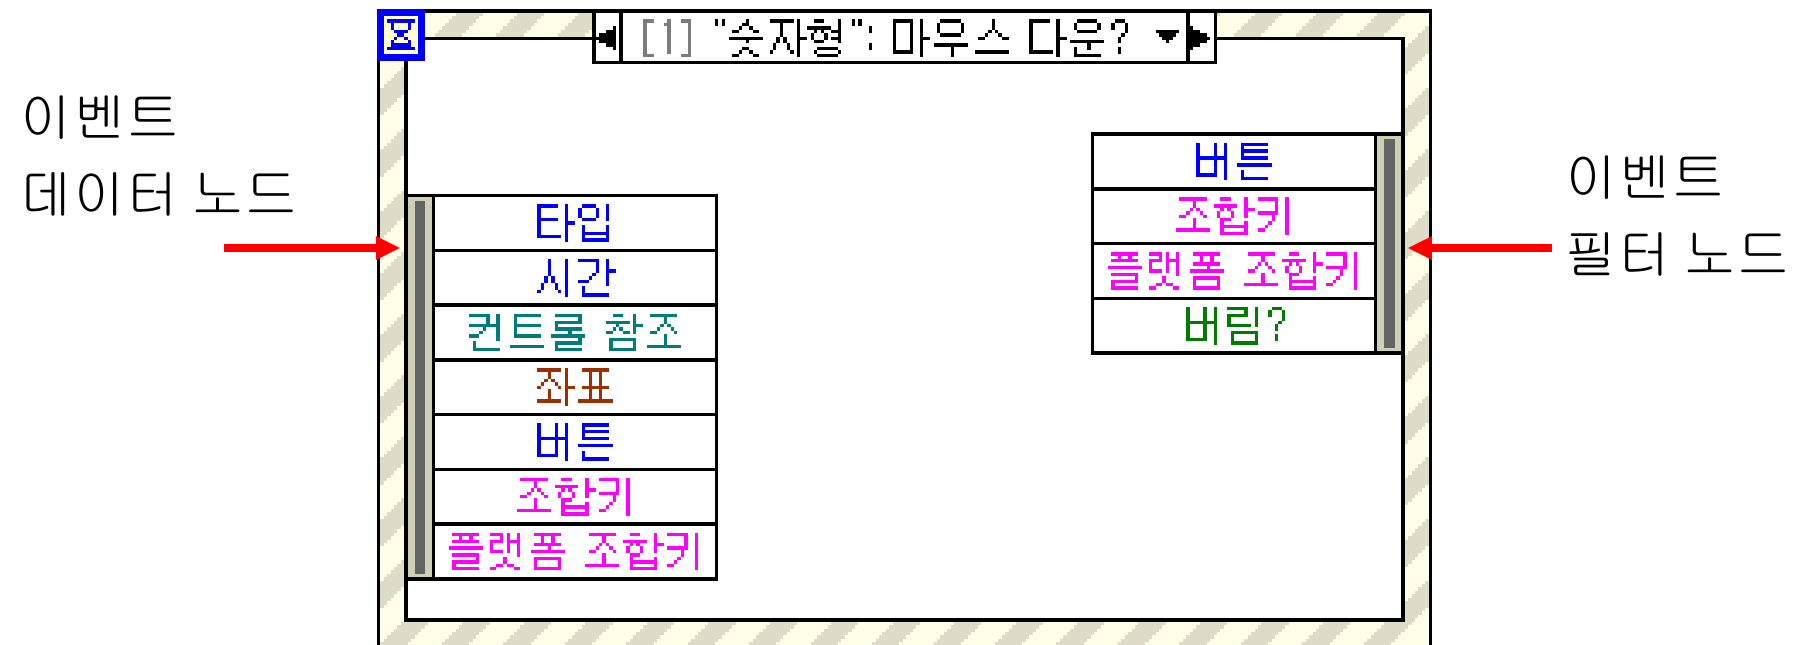 [1] "숫자형": 마우스 다운?
이벤트
데이터 노드
타입
시간
컨트롤 참조
좌표
버튼
조합키
플랫폼 조합키
버튼
조합키
플랫폼 조합키
버림?
이벤트
필터 노드